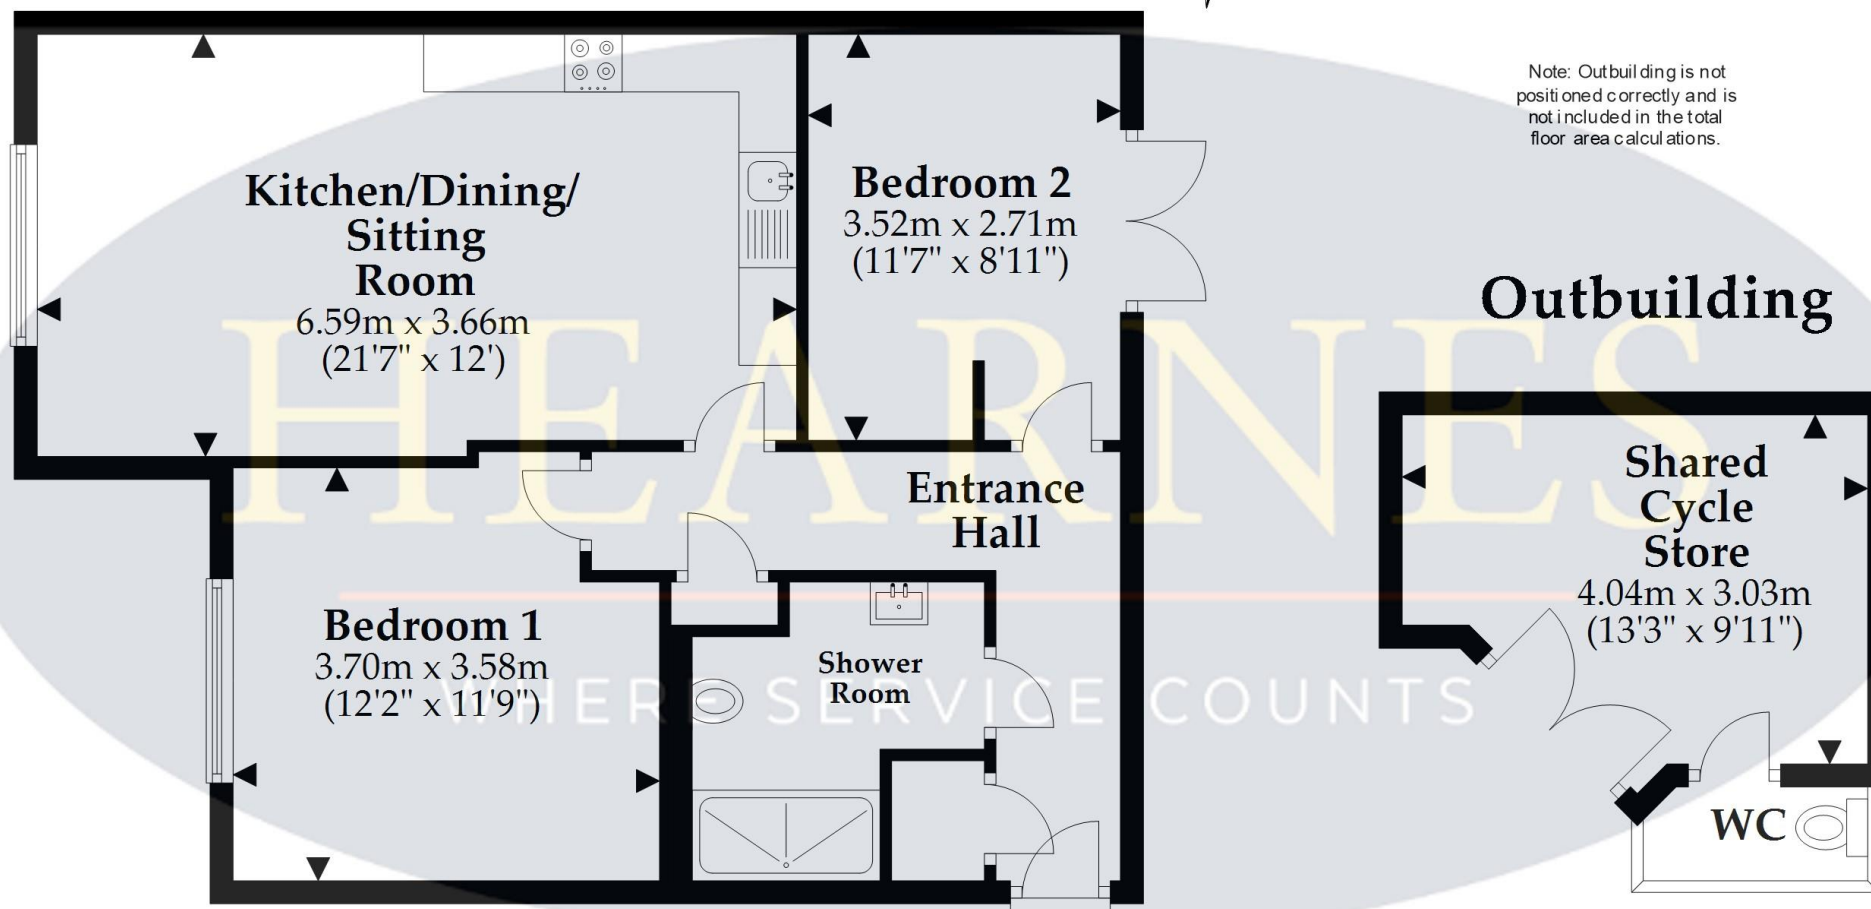 Note: Outbuilding is not
positioned correctly and is
not included in the total
floor area calculations.
Kitchen/Dining/
Sitting
Room
6.59m x 3.66m
(21'7" x 12')
Bedroom 2
3.52m x 2.71m
(11'7" x 8'11")
Outbuilding
HEARNES
Entrance
Hall
Shared
Cycle
Store
4.04m x 3.03m
(13'3" x 9'11")
Bedroom 1
3.70m x 3.58m
(12'2" x 11'9")
Shower
Room
WHERE SERVICE COUNTS
WC